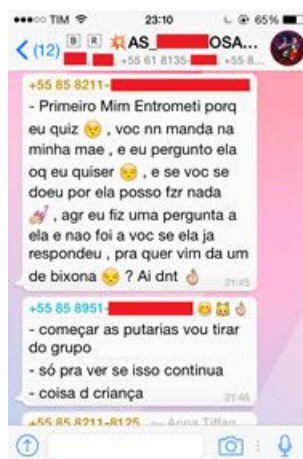 TIM 23:10 65%
(12) B R AS_ OSA...
+55 61 8135- +55 8...
+55 85 8211-
- Primeiro Mim Entrometi porq
eu quiz , voc nn manda na
minha mae , e eu pergunto ela
oq eu quiser , e se voc se
doeu por ela posso fzr nada
, agr eu fiz uma pergunta a
ela e nao foi a voc se ela ja
respondeu , pra quer vim da um
de bixona ? Ai dnt
21:45
+55 85 8951-
- começar as putarias vou tirar
do grupo
- só pra ver se isso continua
- coisa d criança
21:46
+55 85 8211-8125 Anna Tiffan